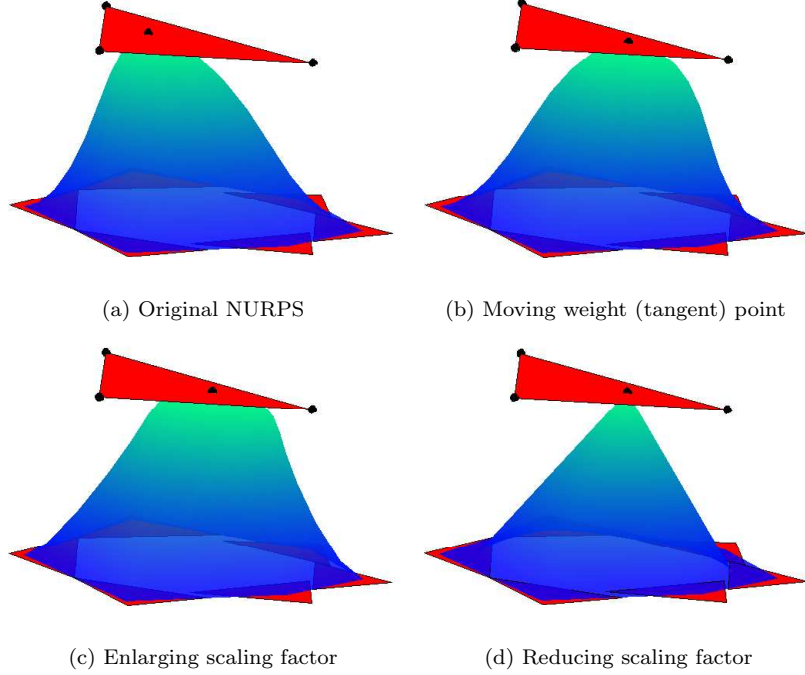 (a) Original NURPS
(b) Moving weight (tangent) point
(c) Enlarging scaling factor
(d) Reducing scaling factor